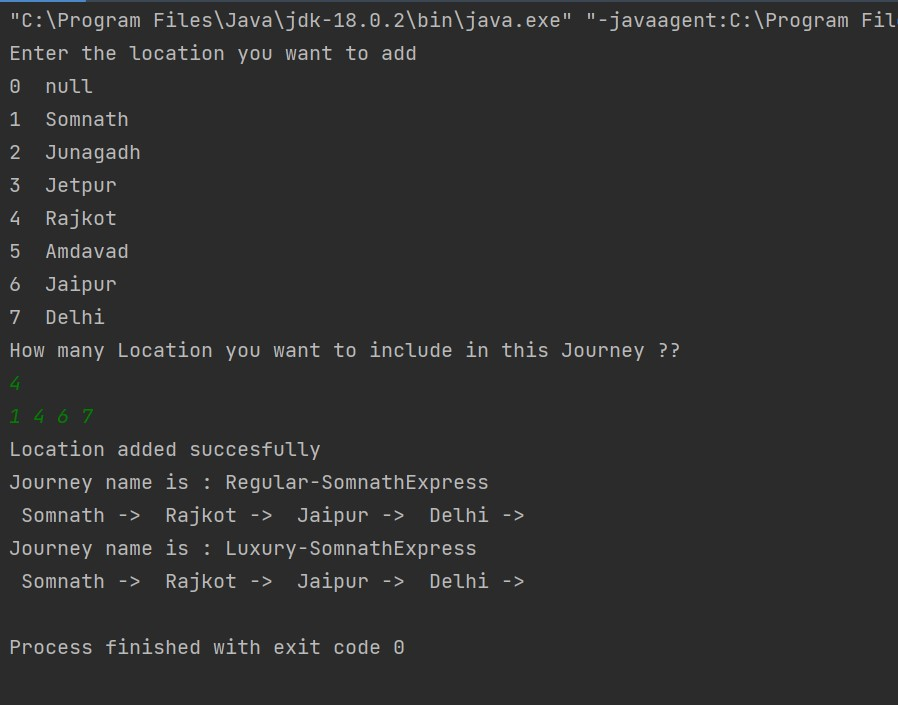 "C:\Program Files\Java\jdk-18.0.2\bin\java.exe" "-javaagent:C:\Program Fil
Enter the location you want to add
0  null
1  Somnath
2  Junagadh
3  Jetpur
4  Rajkot
5  Amdavad
6  Jaipur
7  Delhi
How many Location you want to include in this Journey ??
4
1 4 6 7
Location added succesfully
Journey name is : Regular-SomnathExpress
 Somnath ->  Rajkot ->  Jaipur ->  Delhi ->
Journey name is : Luxury-SomnathExpress
 Somnath ->  Rajkot ->  Jaipur ->  Delhi ->
Process finished with exit code 0